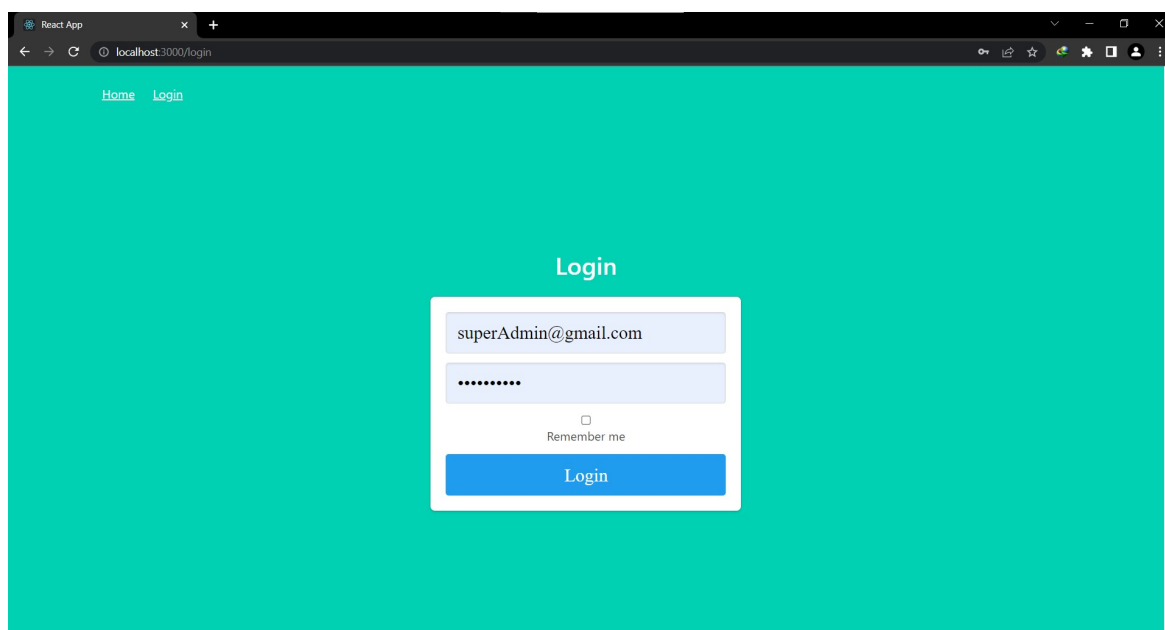 React App
localhost:3000/login
Home Login
Login
superAdmin@gmail.com
••••••••••
Remember me
Login